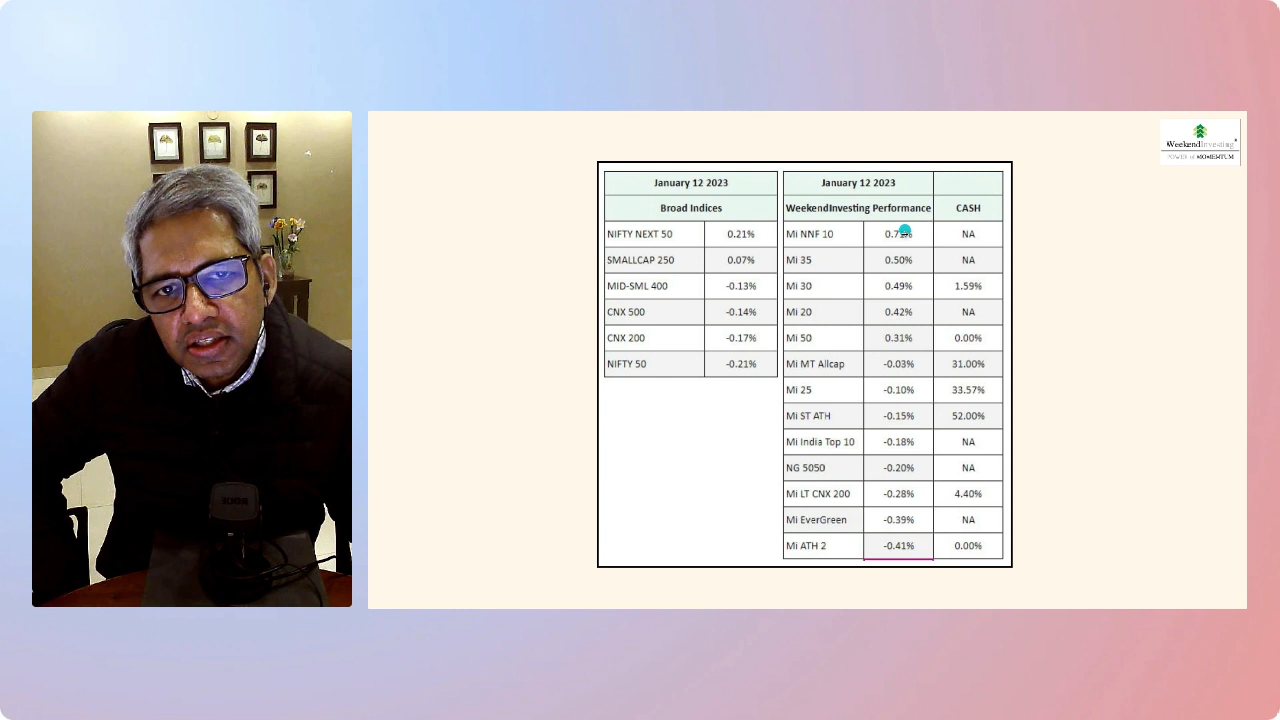 WeekendInvesting
POWER of MOMENTUM
January 12 2023
Broad Indices
NIFTY NEXT 50 0.21%
SMALLCAP 250 0.07%
MID-SML 400 -0.13%
CNX 500 -0.14%
CNX 200 -0.17%
NIFTY 50 -0.21%
January 12 2023
WeekendInvesting Performance CASH
Mi NNF 10 NA
Mi 35 0.50% NA
Mi 30 0.49% 1.59%
Mi 20 0.42% NA
Mi 50 0.31% 0.00%
Mi MT Allcap -0.03% 31.00%
Mi 25 -0.10% 33.57%
Mi ST ATH -0.15% 52.00%
Mi India Top 10 -0.18% NA
NG 5050 -0.20% NA
Mi LT CNX 200 -0.28% 4.40%
Mi EverGreen -0.39% NA
Mi ATH 2 -0.41% 0.00%